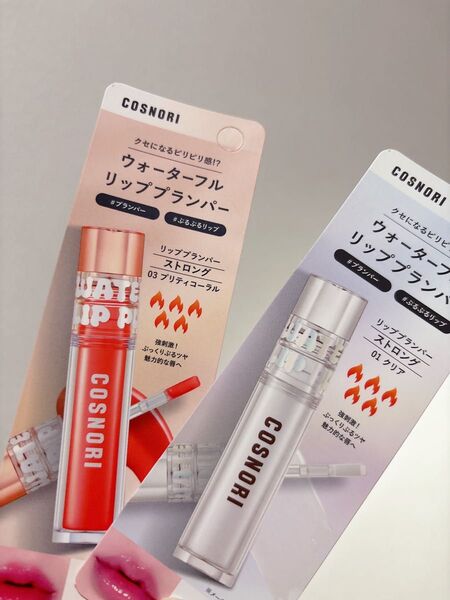 COSNORI
クセになるピリピリ感!?
ウォーターフル
リッププランパー
#プランパー #ぷるぷるリップ
リッププランパー
ストロング
03 プリティコーラル
強刺激!
ぷっくりぷるツヤ
魅力的な唇へ
COSNORI
COSNORI
クセになるピリピリ
ウォーターフル
リッププランパ
#プランパー #ぷるぷるリッ
リッププランパー
ストロング
01 クリア
強刺激!
ぷっくりぷるツヤ
魅力的な唇へ
COSNORI